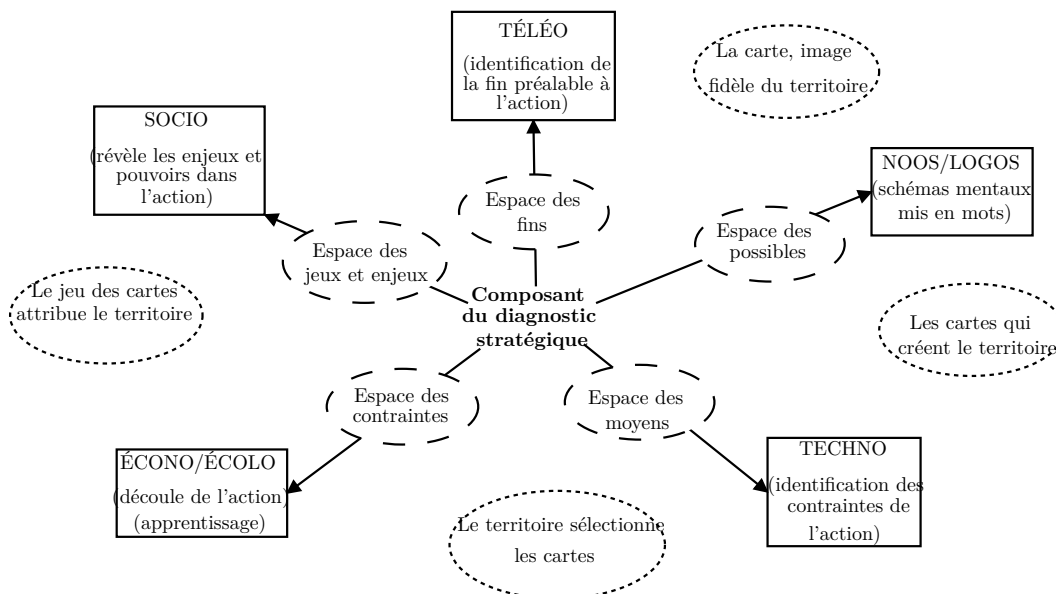 TÉLÉO
(identification de
la fin préalable à
l'action)
La carte, image
fidèle du territoire
SOCIO
(révèle les enjeux et
pouvoirs dans
l'action)
NOOS/LOGOS
(schémas mentaux
mis en mots)
Espace des
fins
Espace des
possibles
Espace des
jeux et enjeux
Le jeu des cartes
attribue le territoire
Composant
du diagnostic
stratégique
Les cartes qui
créent le territoire
Espace des
contraintes
Espace des
moyens
ÉCONO/ÉCOLO
(découle de l'action)
(apprentissage)
TECHNO
(identification des
contraintes de
l'action)
Le territoire sélectionne
les cartes